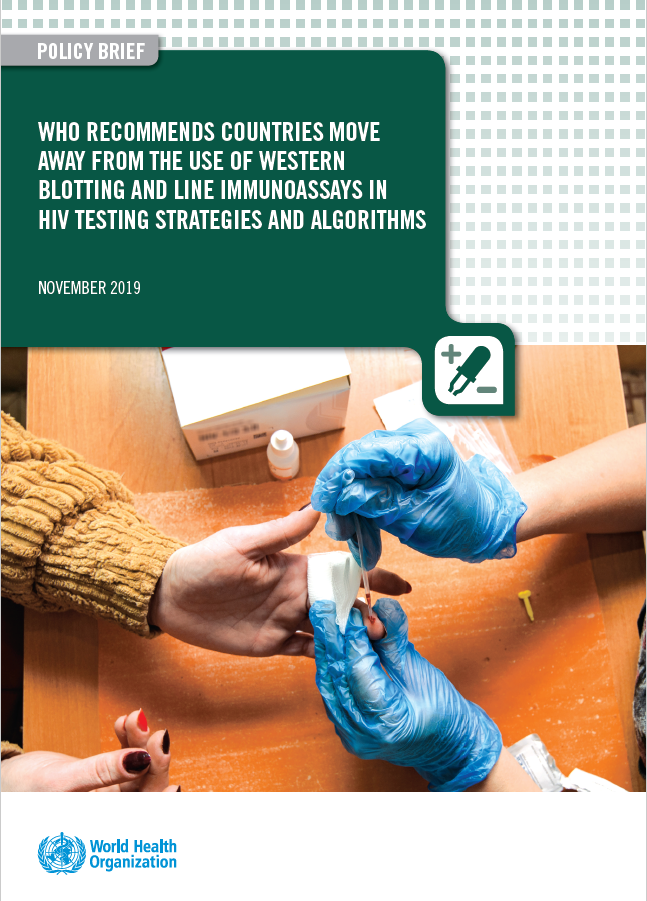 POLICY BRIEF
WHO RECOMMENDS COUNTRIES MOVE
AWAY FROM THE USE OF WESTERN
BLOTTING AND LINE IMMUNOASSAYS IN
HIV TESTING STRATEGIES AND ALGORITHMS
NOVEMBER 2019
World Health
Organization